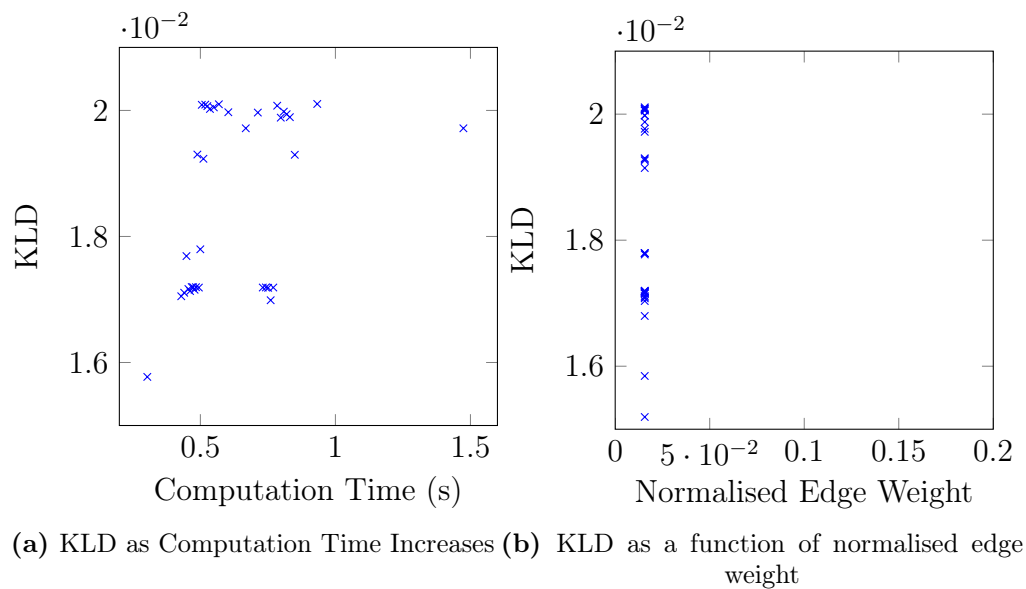 ·10⁻²
2
1.8
1.6
KLD
0.5
1
1.5
Computation Time (s)
(a) KLD as Computation Time Increases
·10⁻²
2
1.8
1.6
KLD
0
5 · 10⁻²
0.1
0.15
0.2
Normalised Edge Weight
(b) KLD as a function of normalised edge
weight